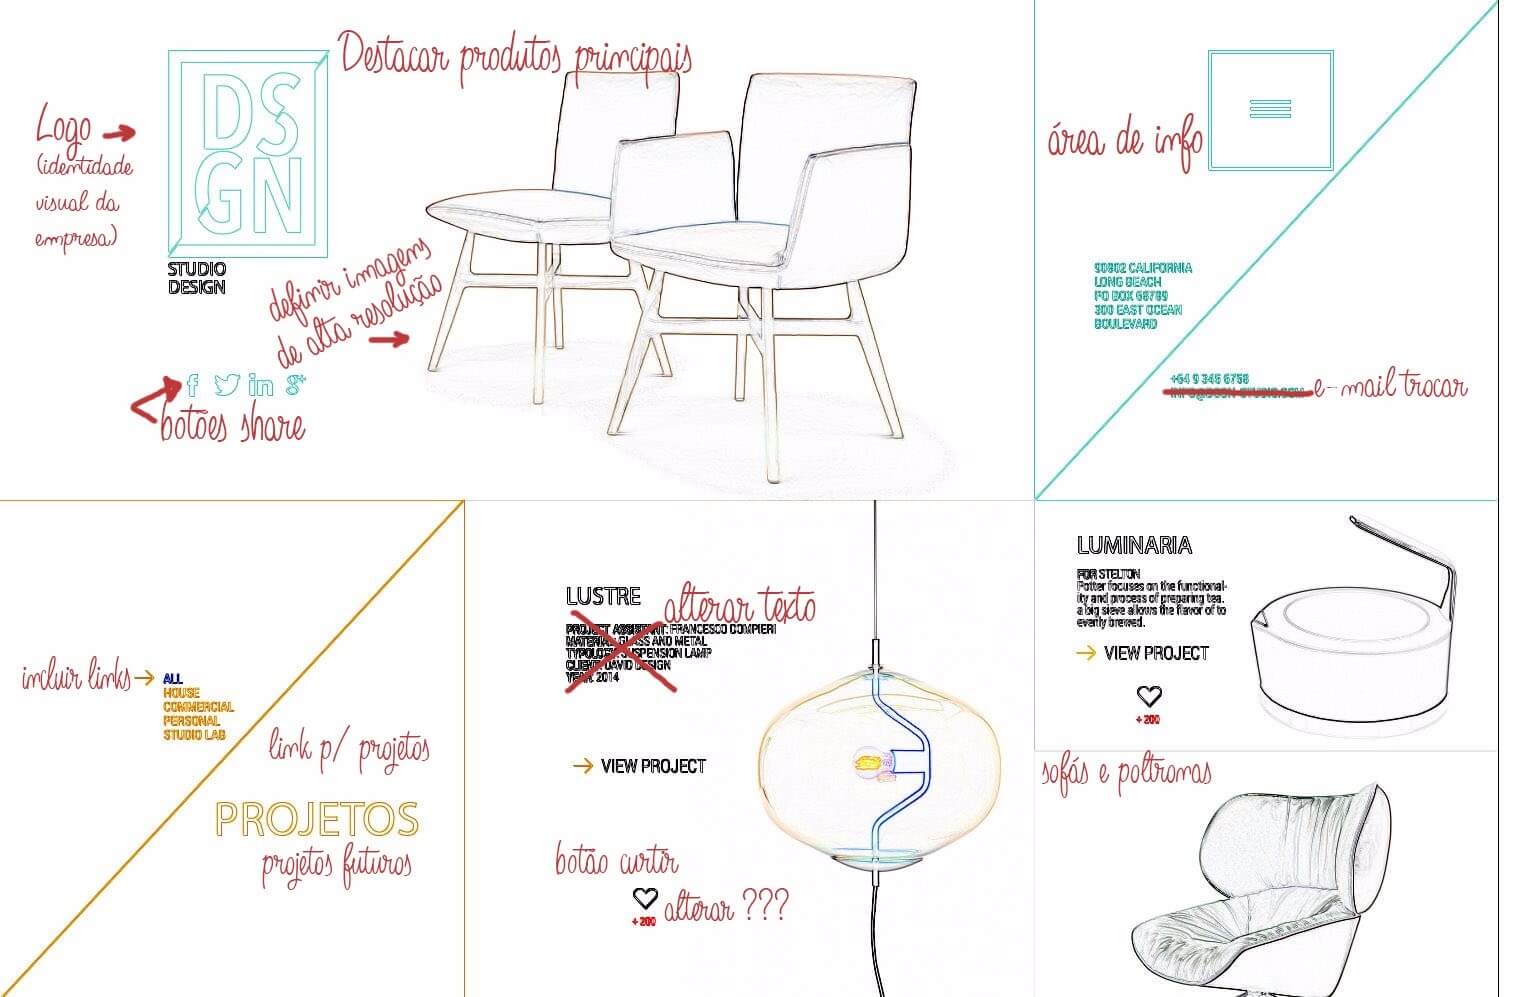 Destacar produtos principais
Logo
(identidade
visual da
empresa)
DS
GN
STUDIO
DESIGN
definir imagens
de alta resolução
f in g+
botões share
área de info
90802 CALIFORNIA
LONG BEACH
PO BOX 68789
300 EAST OCEAN
BOULEVARD
+64 9 345 6758
e-mail trocar
incluir links
ALL
HOUSE
COMMERCIAL
PERSONAL
STUDIO LAB
link p/ projetos
PROJETOS
projetos futuros
LUSTRE
alterar texto
PROJECT ASSISTANT: FRANCESCO DOMPIERI
MATERIAL: GLASS AND METAL
TYPOLOGY: SUSPENSION LAMP
CLIENT: DAVID DESIGN
YEAR: 2014
VIEW PROJECT
botão curtir
+200
alterar ???
LUMINARIA
FOR STELTON
Potter focuses on the functional-
ity and process of preparing tea.
a big sieve allows the flavor of to
evenly brewed.
VIEW PROJECT
+200
sofás e poltronas